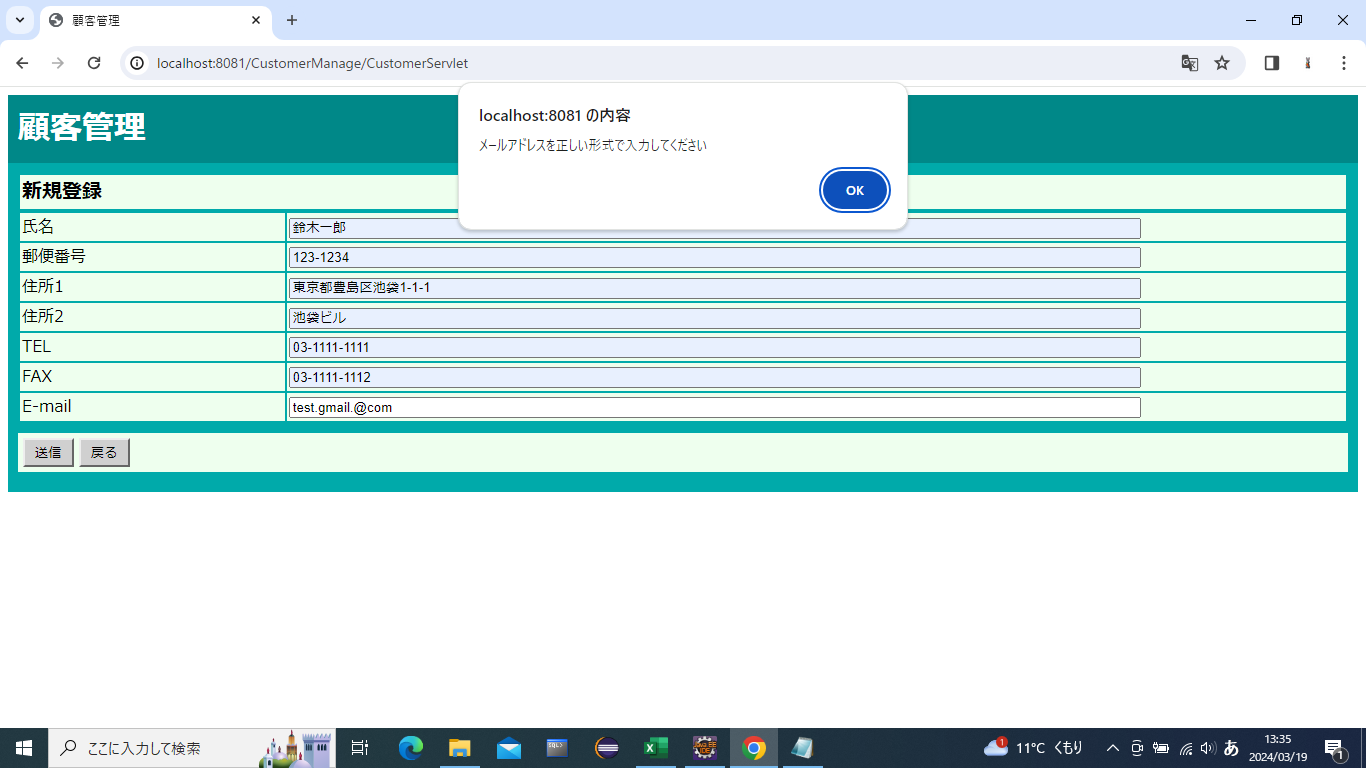 顧客管理
localhost:8081/CustomerManage/CustomerServlet
localhost:8081 の内容
メールアドレスを正しい形式で入力してください
OK
顧客管理
新規登録
氏名 鈴木一郎
郵便番号 123-1234
住所1 東京都豊島区池袋1-1-1
住所2 池袋ビル
TEL 03-1111-1111
FAX 03-1111-1112
E-mail test.gmail.@com
送信 戻る
ここに入力して検索
11°C くもり
あ
13:35
2024/03/19
1
1